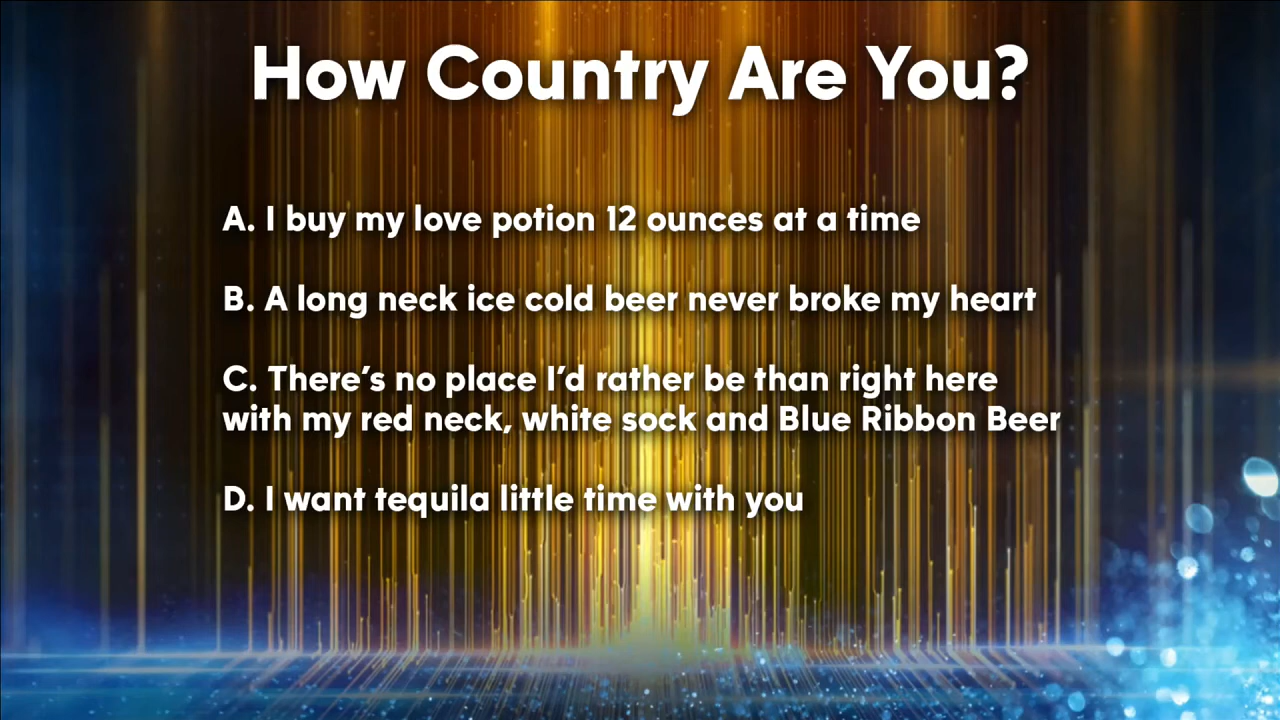 How Country Are You?
A. I buy my love potion 12 ounces at a time
B. A long neck ice cold beer never broke my heart
C. There’s no place I’d rather be than right here
with my red neck, white sock and Blue Ribbon Beer
D. I want tequila little time with you